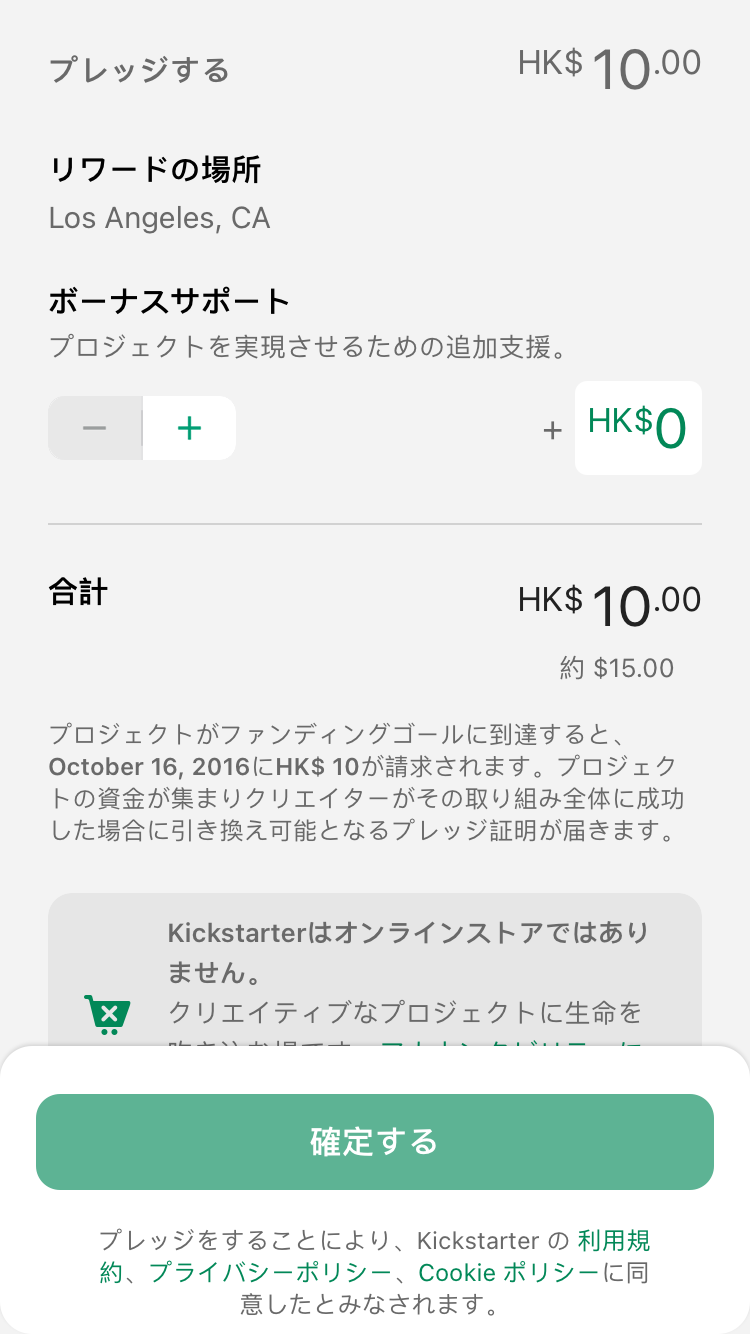 プレッジする HK$ 10.00
リワードの場所
Los Angeles, CA
ボーナスサポート
プロジェクトを実現させるための追加支援。
− + + HK$0
合計 HK$ 10.00
約 $15.00
プロジェクトがファンディングゴールに到達すると、
October 16, 2016にHK$ 10が請求されます。プロジェク
トの資金が集まりクリエイターがその取り組み全体に成功
した場合に引き換え可能となるプレッジ証明が届きます。
Kickstarterはオンラインストアではあり
ません。
クリエイティブなプロジェクトに生命を
確定する
プレッジをすることにより、Kickstarter の 利用規
約、プライバシーポリシー、Cookie ポリシーに同
意したとみなされます。